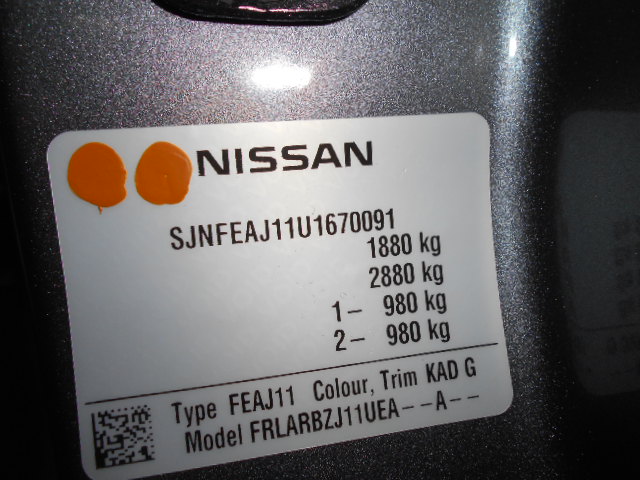 NISSAN
SJNFEAJ11U1670091
1880 kg
2880 kg
1- 980 kg
2- 980 kg
Type FEAJ11 Colour, Trim KAD G
Model FRLARBZJ11UEA--A--